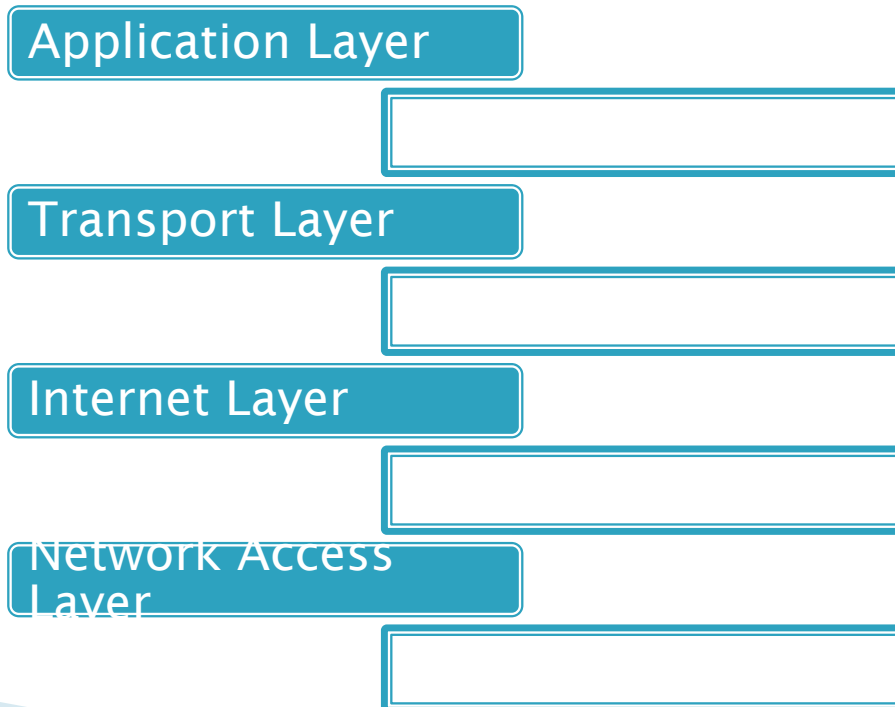 Application Layer
Transport Layer
Internet Layer
Network Access
Layer